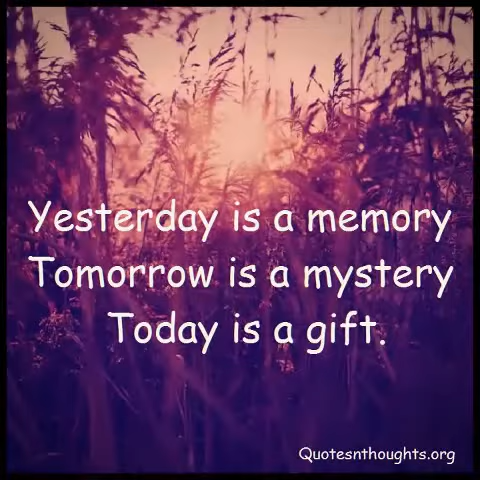 Yesterday is a memory
Tomorrow is a mystery
Today is a gift.
Quotesnthoughts.org